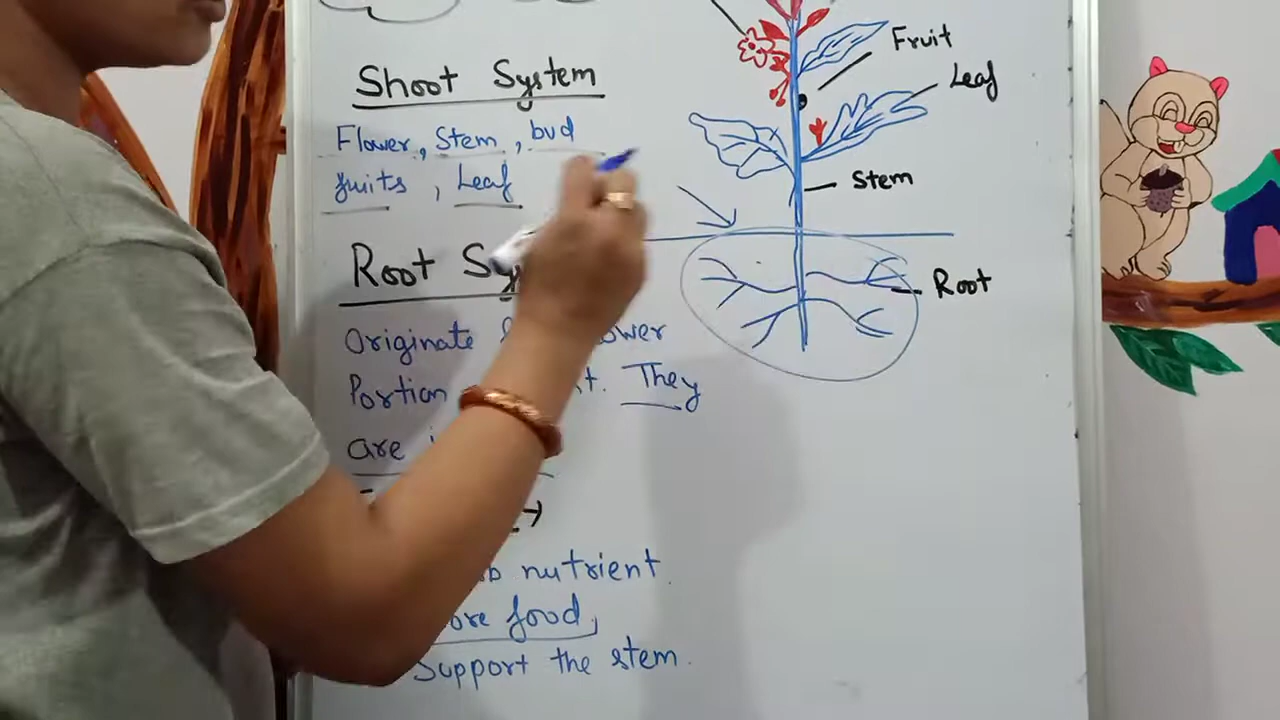 Shoot System
Flower, Stem, bud
fruits, Leaf
Root
Originate
Portion They
are
nutrient.
food,
Support the stem.
Fruit
Leaf
Stem
Root